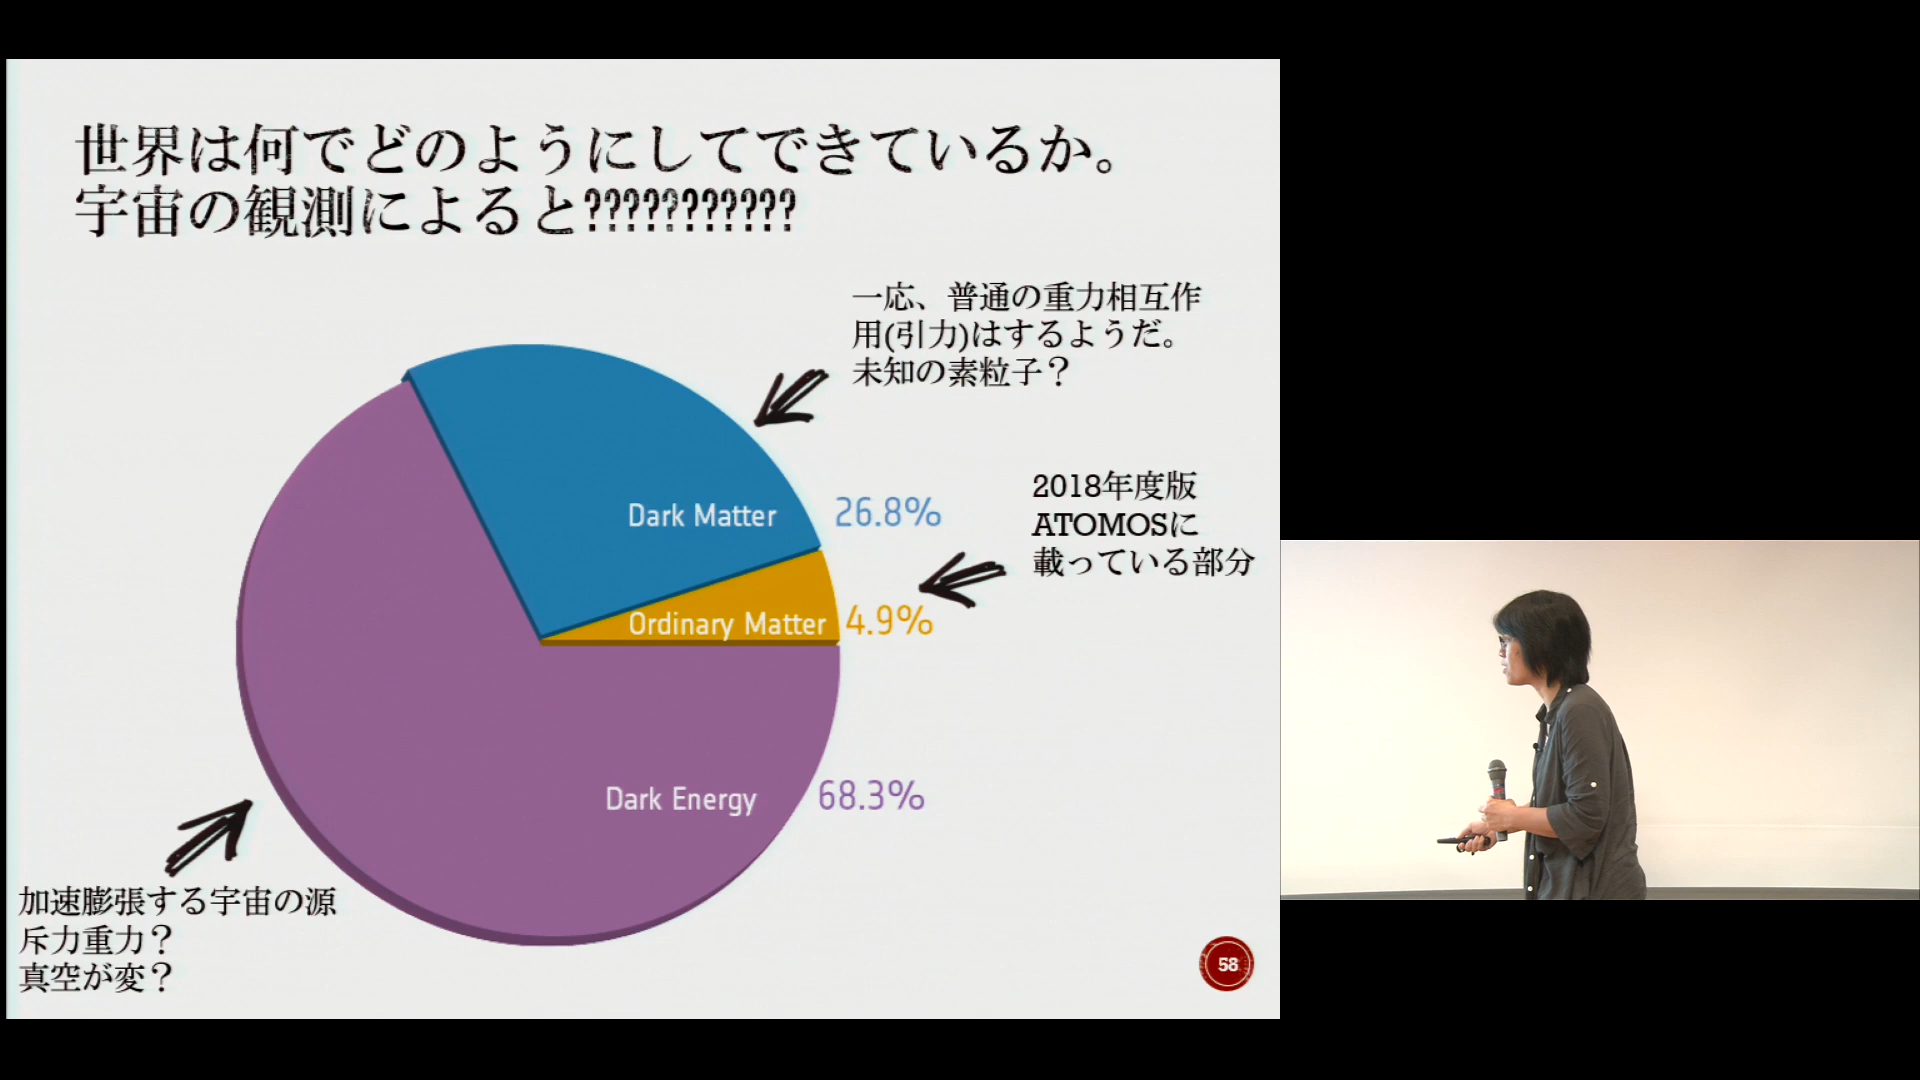 世界は何でどのようにしてできているか。
宇宙の観測によると???????????
一応、普通の重力相互作
用(引力)はするようだ。
未知の素粒子？
Dark Matter
26.8%
2018年度版
ATOMOSに
載っている部分
Ordinary Matter
4.9%
Dark Energy
68.3%
加速膨張する宇宙の源
斥力重力？
真空が変？
58